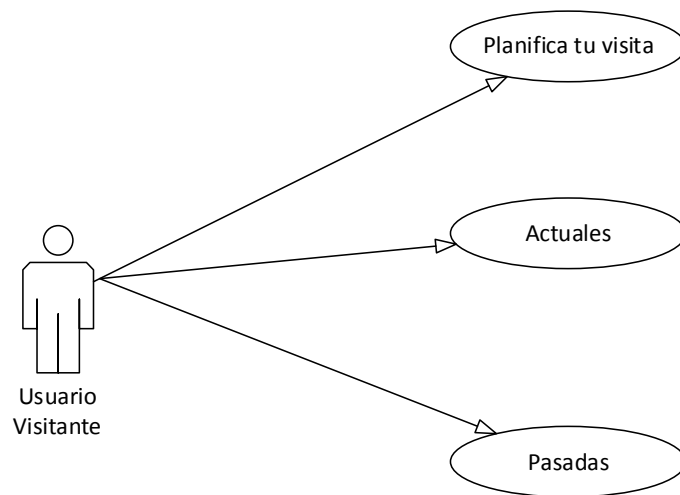 Planifica tu visita
Actuales
Usuario
Visitante
Pasadas